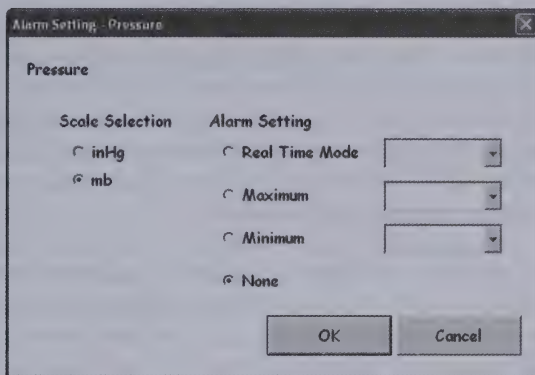 Alarm Setting - Pressure
Pressure
Scale Selection Alarm Setting
inHg Real Time Mode
mb Maximum
Minimum
None
OK Cancel